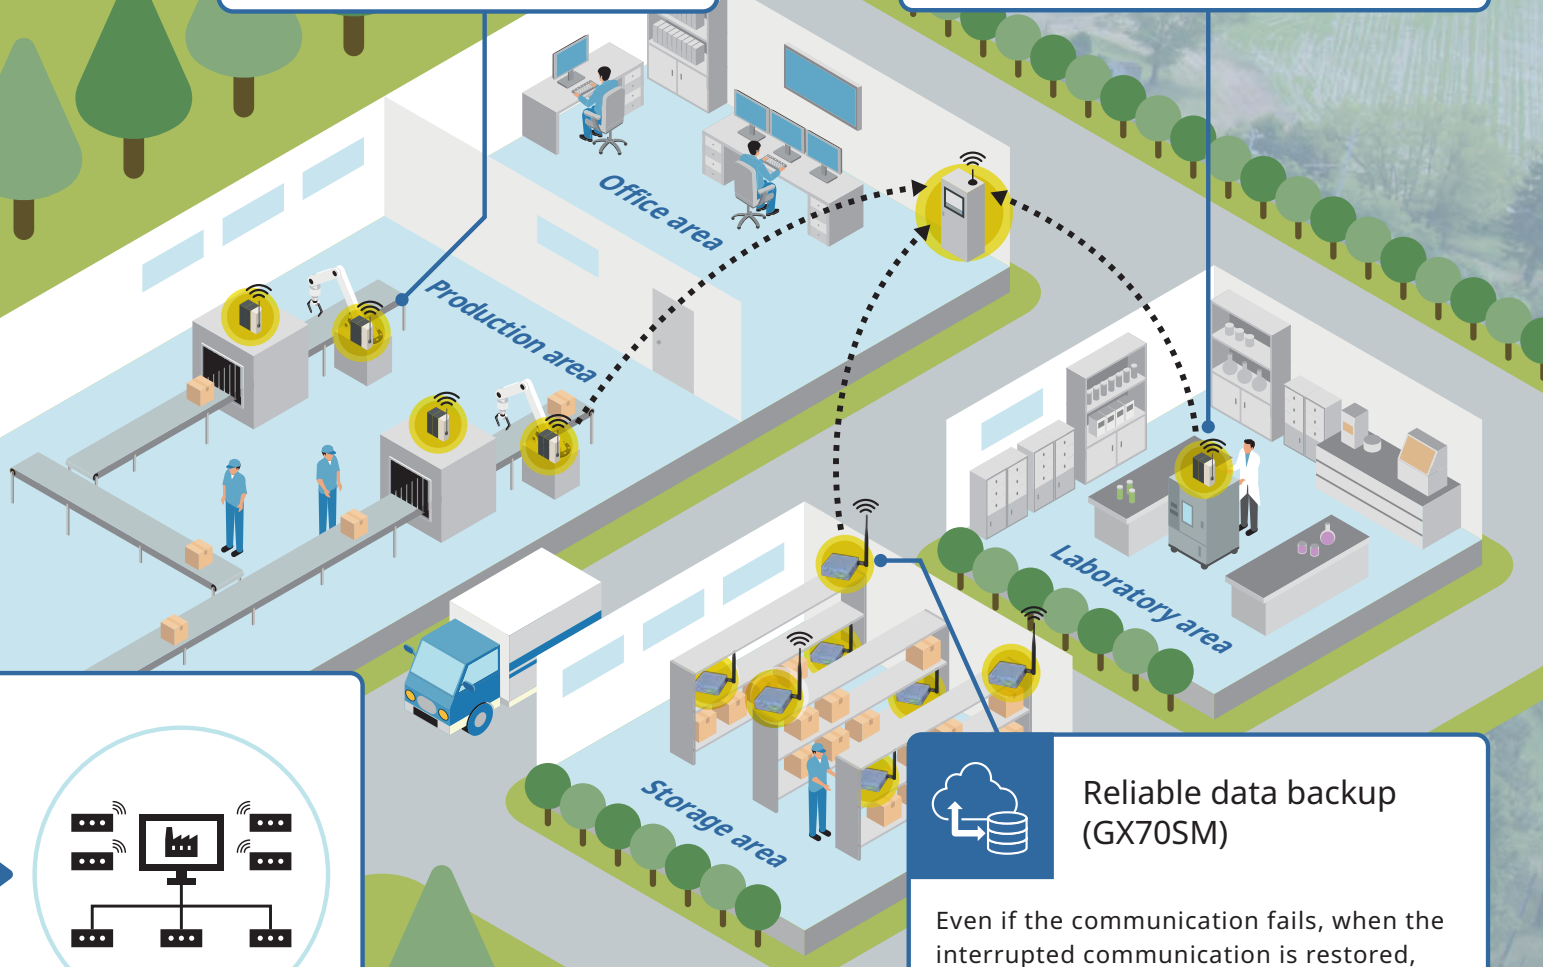 Office area
Production area
Laboratory area
Storage area
Reliable data backup
(GX70SM)
Even if the communication fails, when the
interrupted communication is restored,